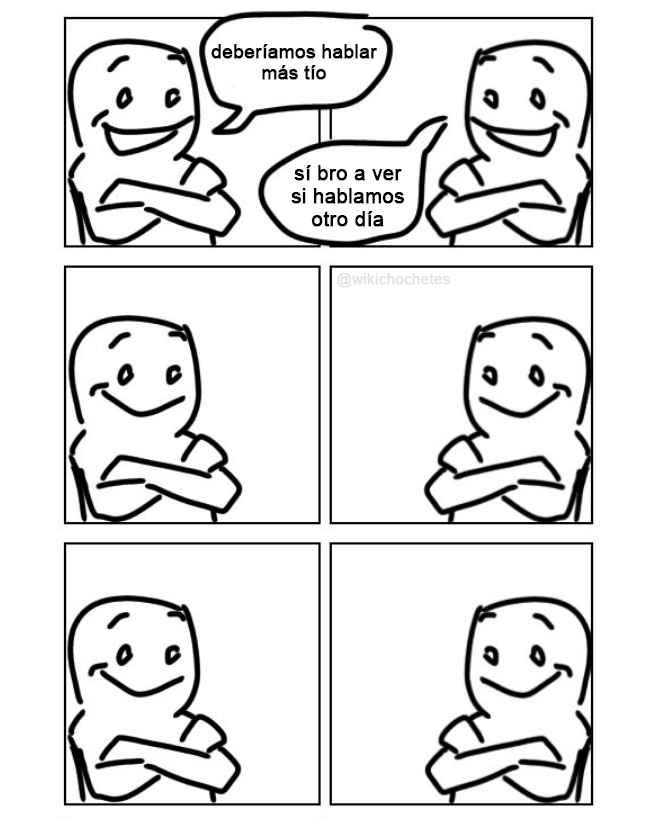 deberíamos hablar
más tío
sí bro a ver
si hablamos
otro día
@wikichochetes